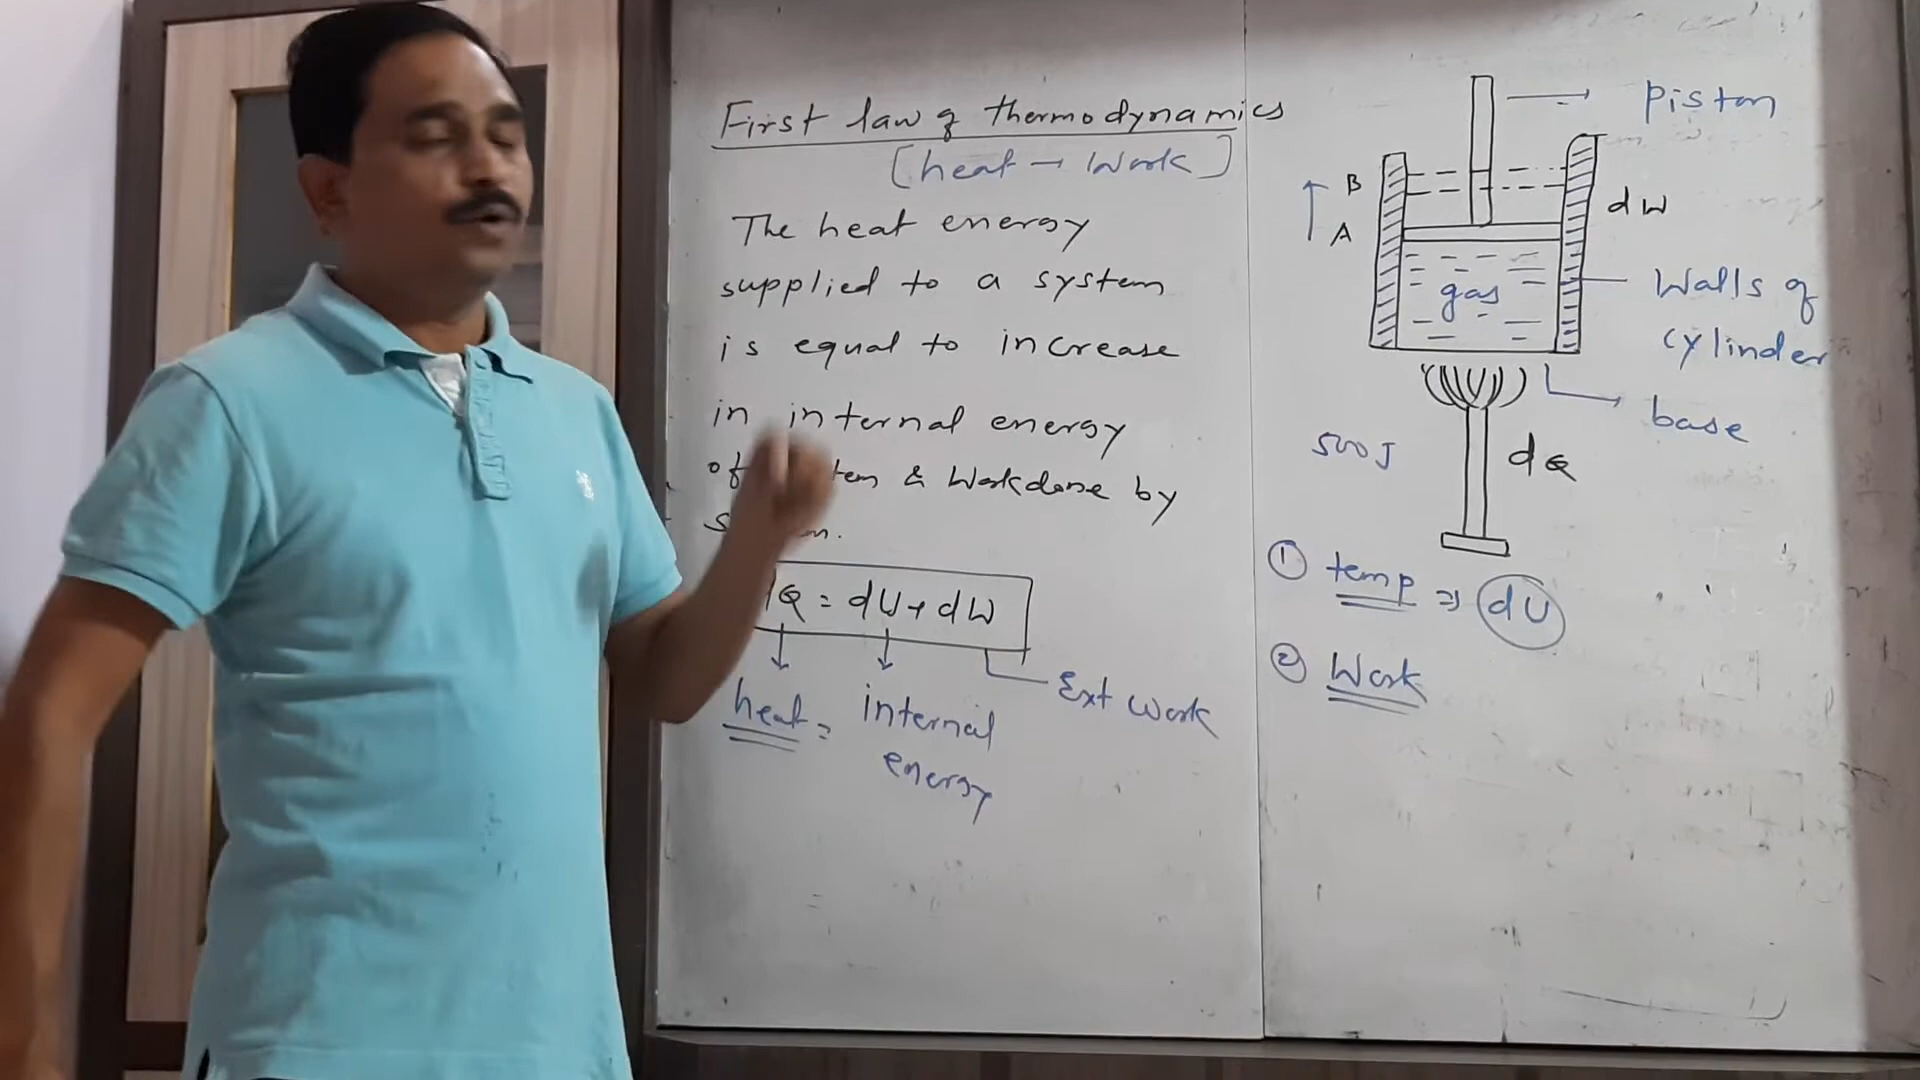 First law of thermodynamics
[heat → Work]
The heat energy
supplied to a system
is equal to increase
in internal energy
of & Workdone by
dQ = dU + dW
heat =
internal
energy
Ext work
piston
B
A
dW
gas
Walls of
cylinder
base
500J
dQ
① temp ⇒ dU
② Work